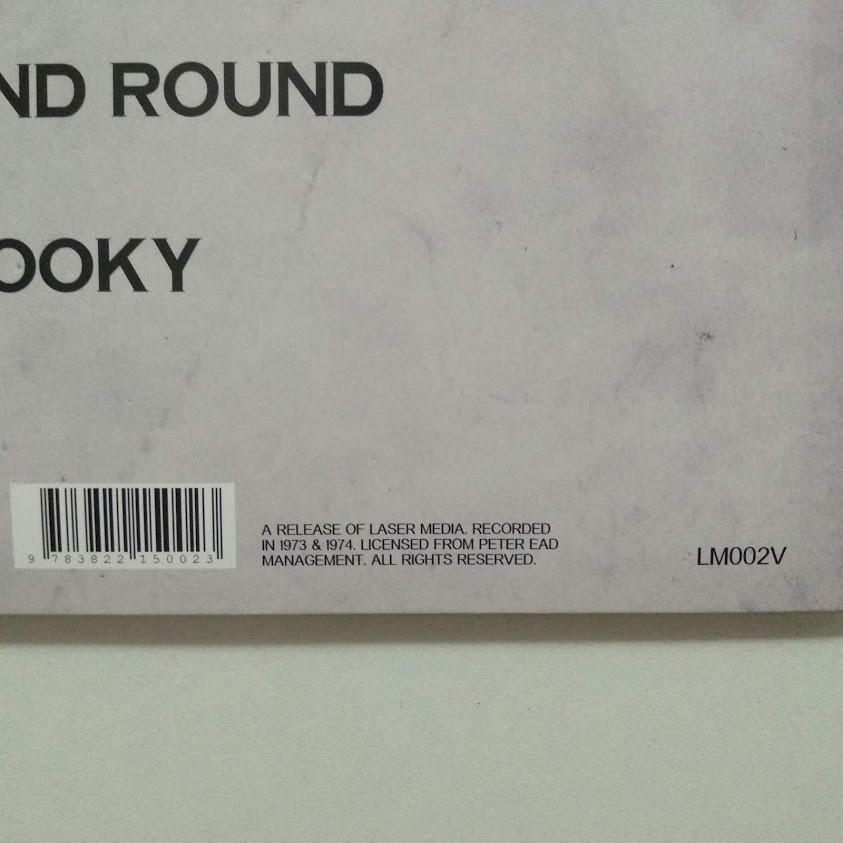 ND ROUND
OOKY
9 783822 150023
A RELEASE OF LASER MEDIA. RECORDED
IN 1973 & 1974. LICENSED FROM PETER EAD
MANAGEMENT. ALL RIGHTS RESERVED.
LM002V